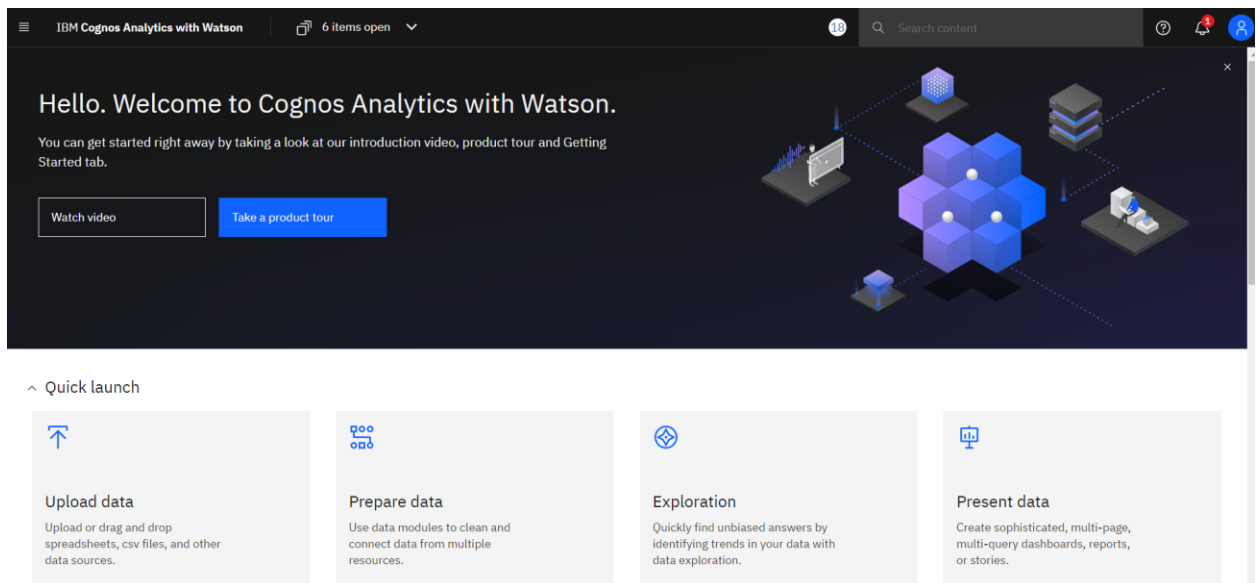 IBM Cognos Analytics with Watson
6 items open
18
Search content
1
Hello. Welcome to Cognos Analytics with Watson.
You can get started right away by taking a look at our introduction video, product tour and Getting
Started tab.
Watch video
Take a product tour
Quick launch
Upload data
Upload or drag and drop
spreadsheets, csv files, and other
data sources.
Prepare data
Use data modules to clean and
connect data from multiple
resources.
Exploration
Quickly find unbiased answers by
identifying trends in your data with
data exploration.
Present data
Create sophisticated, multi-page,
multi-query dashboards, reports,
or stories.